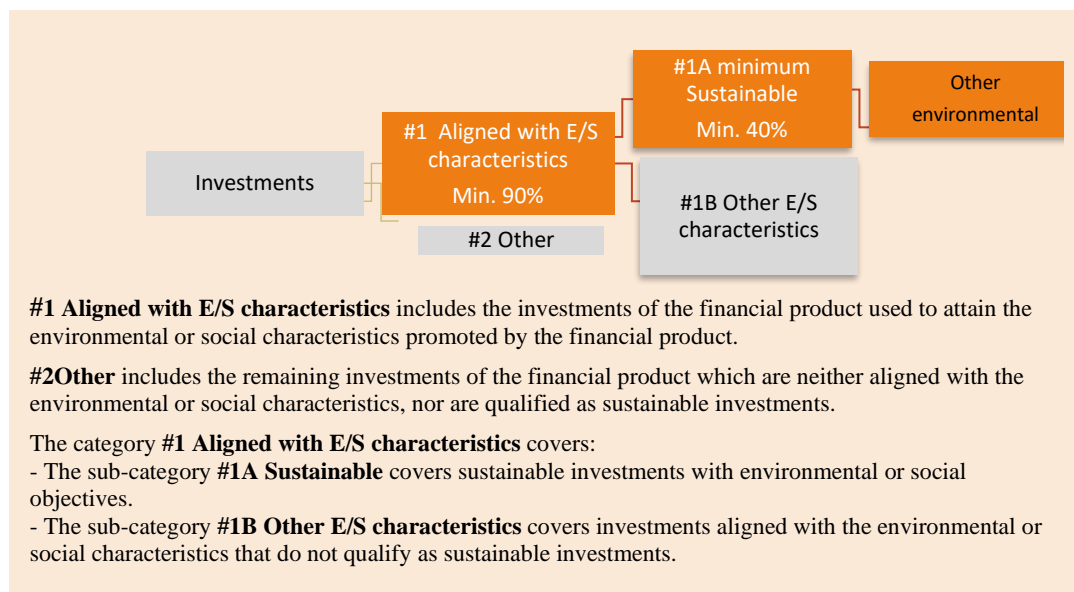 Investments
#1 Aligned with E/S
characteristics
Min. 90%
#2 Other
#1A minimum
Sustainable
Min. 40%
#1B Other E/S
characteristics
Other
environmental
#1 Aligned with E/S characteristics includes the investments of the financial product used to attain the
environmental or social characteristics promoted by the financial product.
#2Other includes the remaining investments of the financial product which are neither aligned with the
environmental or social characteristics, nor are qualified as sustainable investments.
The category #1 Aligned with E/S characteristics covers:
- The sub-category #1A Sustainable covers sustainable investments with environmental or social
objectives.
- The sub-category #1B Other E/S characteristics covers investments aligned with the environmental or
social characteristics that do not qualify as sustainable investments.